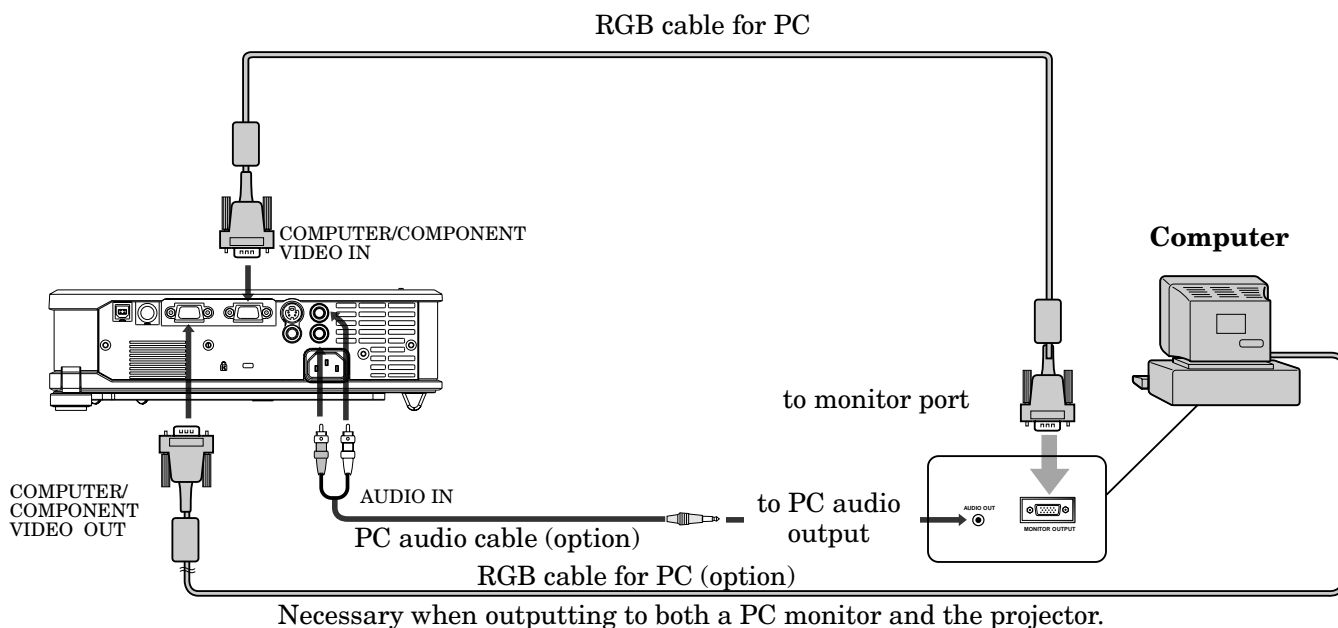 RGB cable for PC
COMPUTER/COMPONENT
VIDEO IN
Computer
to monitor port
COMPUTER/
COMPONENT
VIDEO OUT
AUDIO IN
PC audio cable (option)
to PC audio
output
AUDIO OUT
MONITOR OUTPUT
RGB cable for PC (option)
Necessary when outputting to both a PC monitor and the projector.